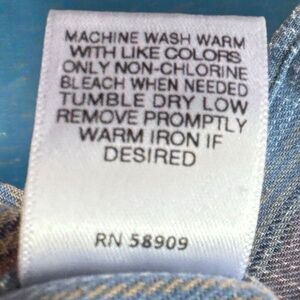 MACHINE WASH WARM
WITH LIKE COLORS
ONLY NON-CHLORINE
BLEACH WHEN NEEDED
TUMBLE DRY LOW
REMOVE PROMPTLY
WARM IRON IF
DESIRED
RN 58909